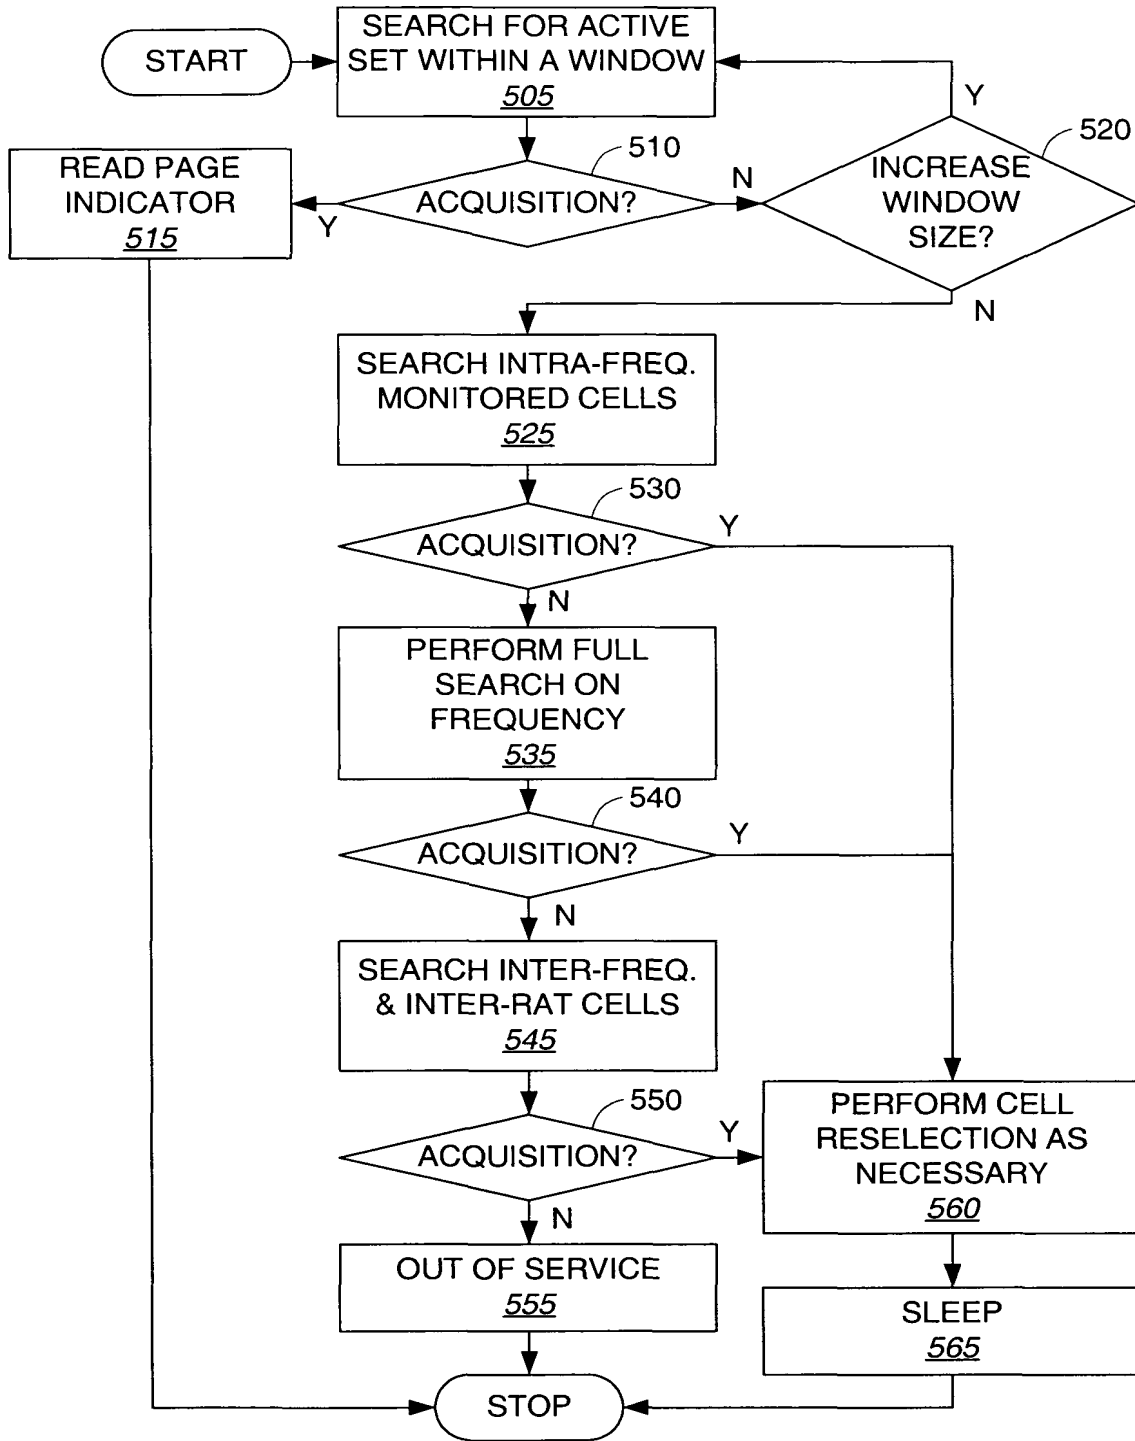 START
SEARCH FOR ACTIVE
SET WITHIN A WINDOW
505
Y
520
510
READ PAGE
INDICATOR
515
Y
ACQUISITION?
N
INCREASE
WINDOW
SIZE?
N
SEARCH INTRA-FREQ.
MONITORED CELLS
525
530
ACQUISITION?
Y
N
PERFORM FULL
SEARCH ON
FREQUENCY
535
540
ACQUISITION?
Y
N
SEARCH INTER-FREQ.
& INTER-RAT CELLS
545
550
ACQUISITION?
Y
N
PERFORM CELL
RESELECTION AS
NECESSARY
560
OUT OF SERVICE
555
SLEEP
565
STOP